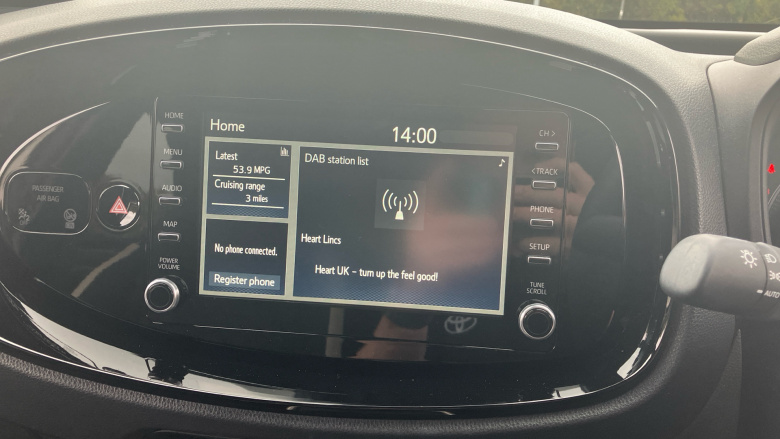 Home
14:00
Latest
53.9 MPG
Cruising range
3 miles
No phone connected.
Register phone
DAB station list
Heart Lincs
Heart UK – turn up the feel good!
HOME
MENU
AUDIO
MAP
POWER
VOLUME
CH >
<TRACK
PHONE
SETUP
TUNE
SCROLL
PASSENGER
AIR BAG
AUTO